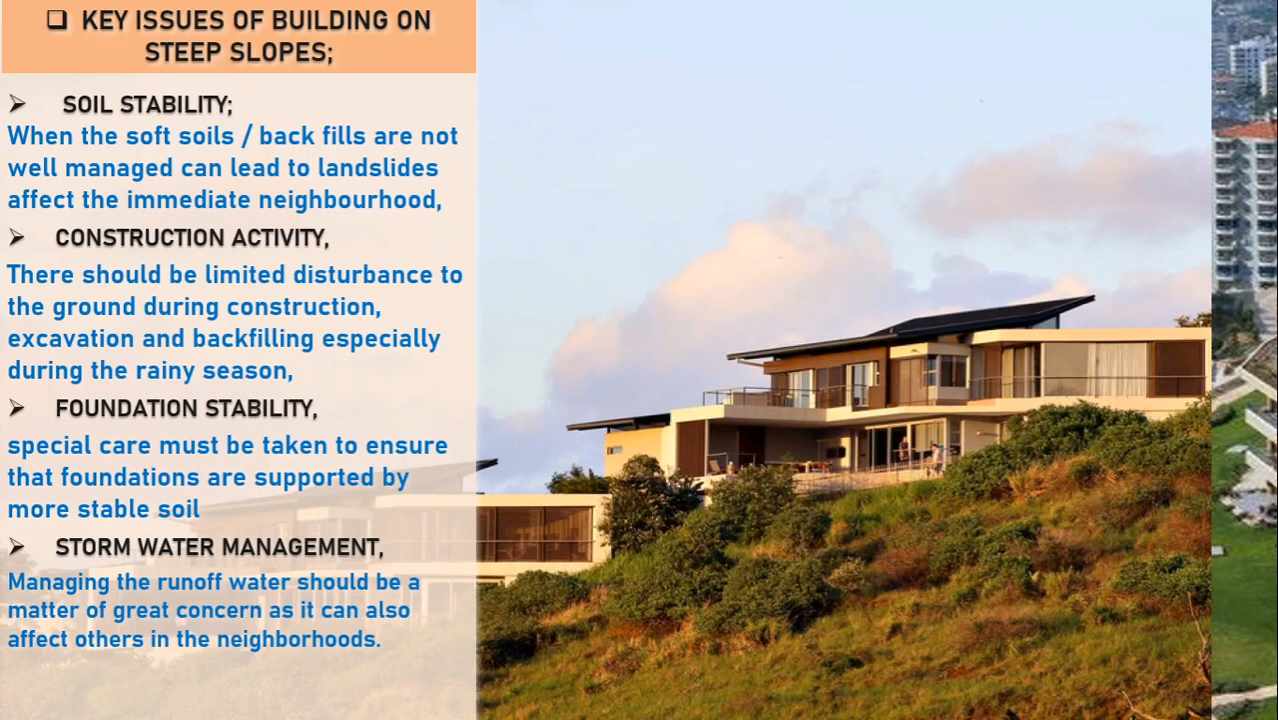 ❑ KEY ISSUES OF BUILDING ON
STEEP SLOPES;
➢ SOIL STABILITY;
When the soft soils / back fills are not
well managed can lead to landslides
affect the immediate neighbourhood,
➢ CONSTRUCTION ACTIVITY,
There should be limited disturbance to
the ground during construction,
excavation and backfilling especially
during the rainy season,
➢ FOUNDATION STABILITY,
special care must be taken to ensure
that foundations are supported by
more stable soil
➢ STORM WATER MANAGEMENT,
Managing the runoff water should be a
matter of great concern as it can also
affect others in the neighborhoods.